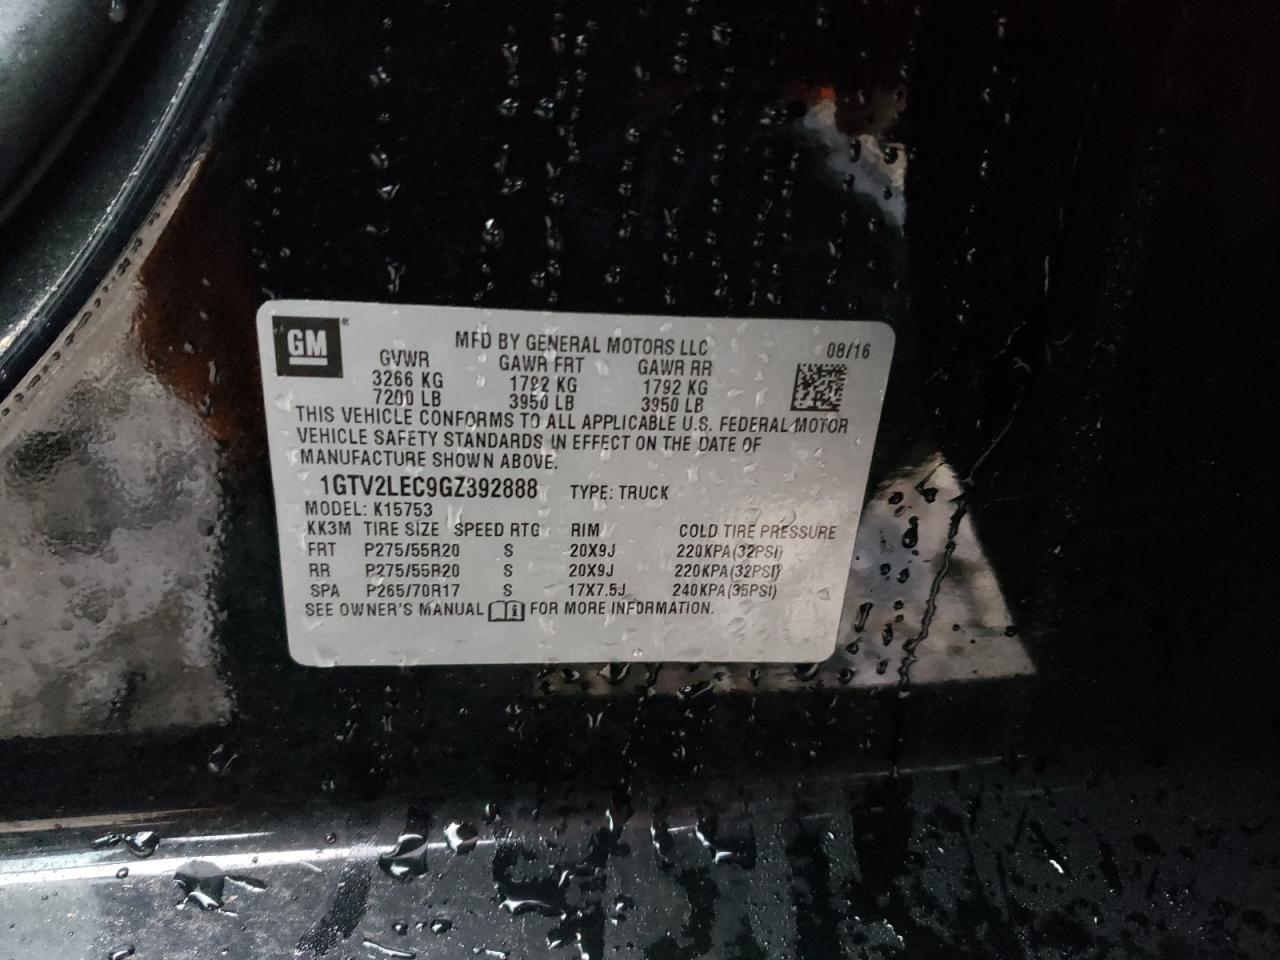 GM ®
MFD BY GENERAL MOTORS LLC 08/16
GVWR GAWR FRT GAWR RR
3266 KG 1792 KG 1792 KG
7200 LB 3950 LB 3950 LB
THIS VEHICLE CONFORMS TO ALL APPLICABLE U.S. FEDERAL MOTOR
VEHICLE SAFETY STANDARDS IN EFFECT ON THE DATE OF
MANUFACTURE SHOWN ABOVE.
1GTV2LEC9GZ392888 TYPE: TRUCK
MODEL: K15753
KK3M TIRE SIZE SPEED RTG RIM COLD TIRE PRESSURE
FRT P275/55R20 S 20X9J 220KPA(32PSI)
RR P275/55R20 S 20X9J 220KPA(32PSI)
SPA P265/70R17 S 17X7.5J 240KPA(35PSI)
SEE OWNER'S MANUAL i FOR MORE INFORMATION.